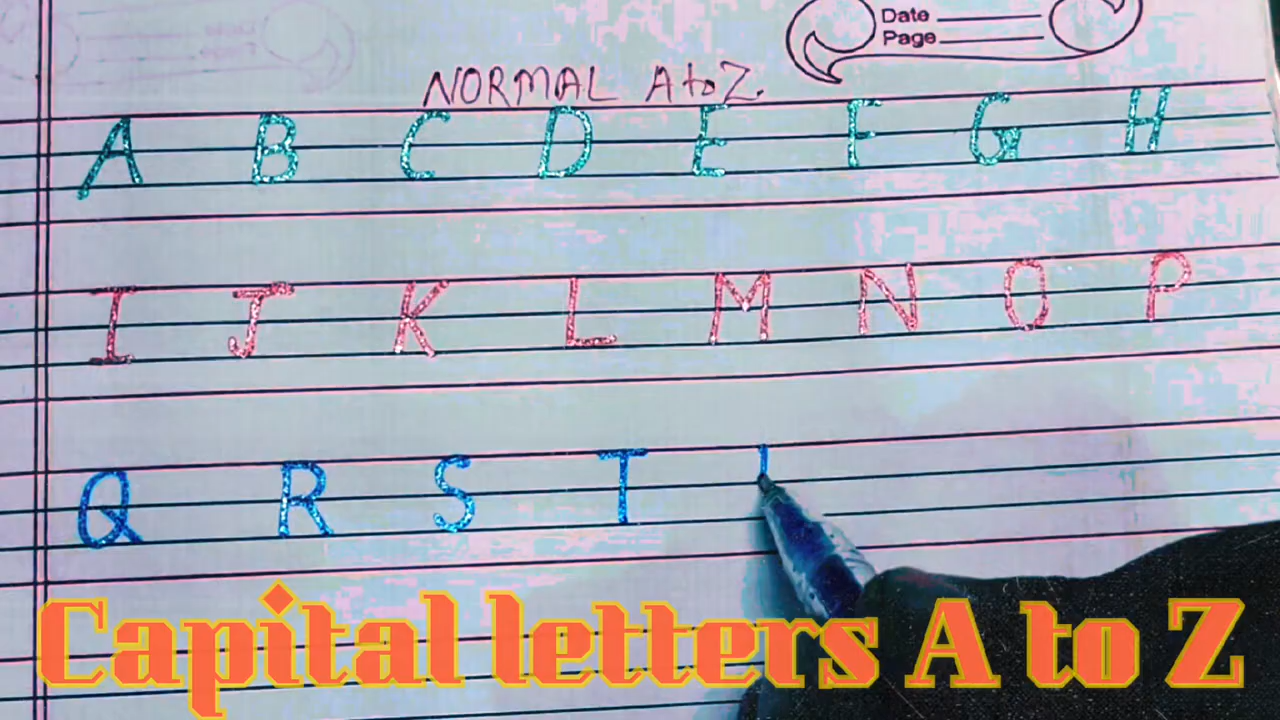 Date
Page
NORMAL A to Z.
A B C D E F G H
I J K L M N O P
Q R S T
Capital letters A to Z